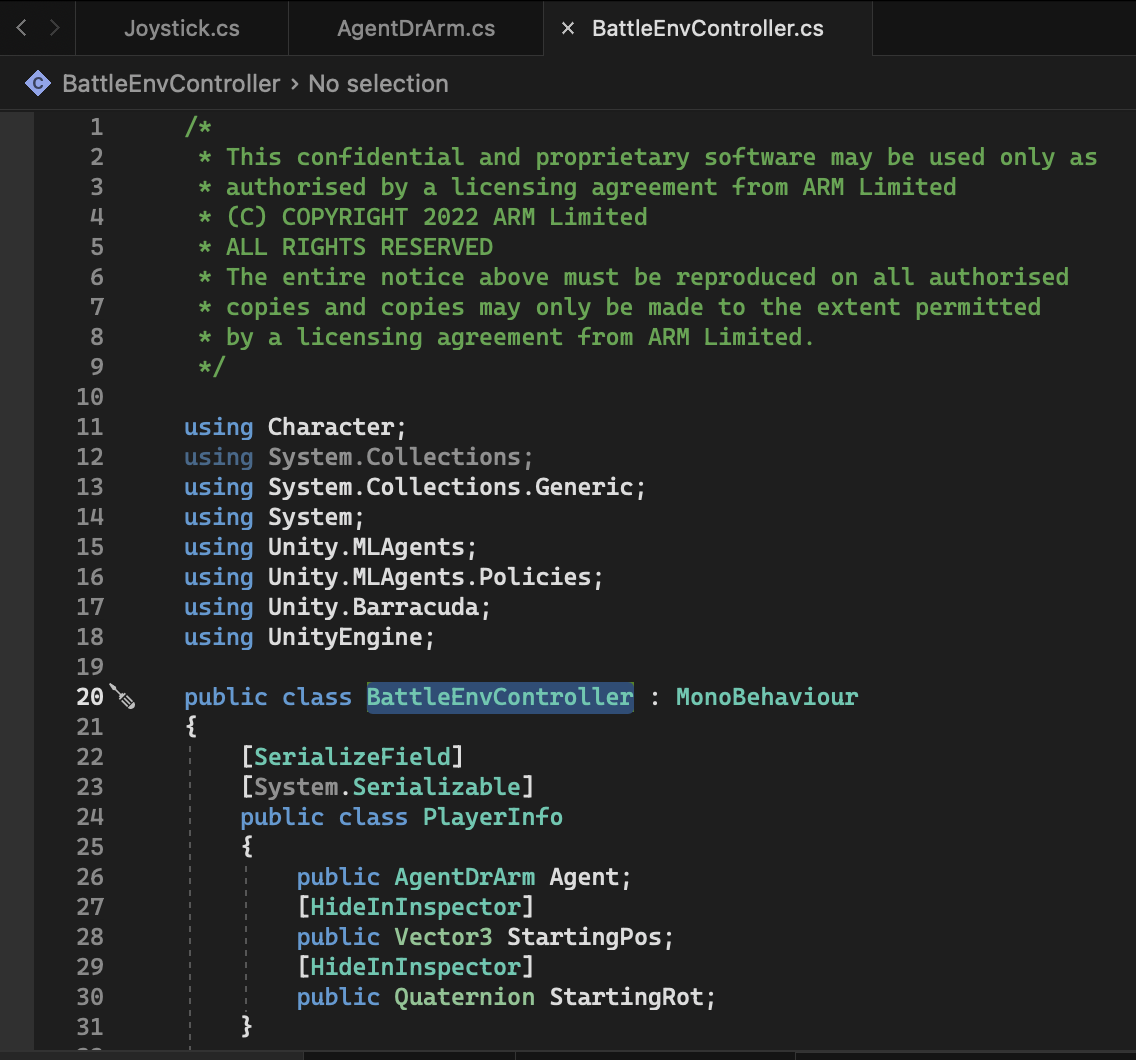 Joystick.cs AgentDrArm.cs × BattleEnvController.cs
C BattleEnvController › No selection
1 /*
2 * This confidential and proprietary software may be used only as
3 * authorised by a licensing agreement from ARM Limited
4 * (C) COPYRIGHT 2022 ARM Limited
5 * ALL RIGHTS RESERVED
6 * The entire notice above must be reproduced on all authorised
7 * copies and copies may only be made to the extent permitted
8 * by a licensing agreement from ARM Limited.
9 */
10
11 using Character;
12 using System.Collections;
13 using System.Collections.Generic;
14 using System;
15 using Unity.MLAgents;
16 using Unity.MLAgents.Policies;
17 using Unity.Barracuda;
18 using UnityEngine;
19
20 public class BattleEnvController : MonoBehaviour
21 {
22 [SerializeField]
23 [System.Serializable]
24 public class PlayerInfo
25 {
26 public AgentDrArm Agent;
27 [HideInInspector]
28 public Vector3 StartingPos;
29 [HideInInspector]
30 public Quaternion StartingRot;
31 }